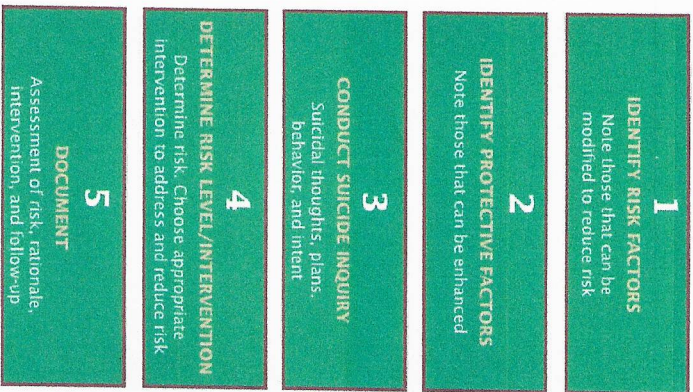 1
IDENTIFY RISK FACTORS
Note those that can be
modified to reduce risk
2
IDENTIFY PROTECTIVE FACTORS
Note those that can be enhanced
3
CONDUCT SUICIDE INQUIRY
Suicidal thoughts, plans,
behavior, and intent
4
DETERMINE RISK LEVEL/INTERVENTION
Determine risk. Choose appropriate
intervention to address and reduce risk
5
DOCUMENT
Assessment of risk, rationale,
intervention, and follow-up